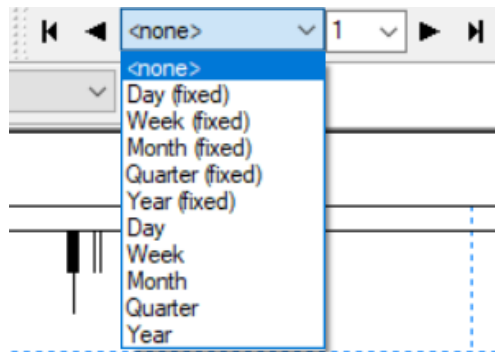 <none> 1
<none>
Day (fixed)
Week (fixed)
Month (fixed)
Quarter (fixed)
Year (fixed)
Day
Week
Month
Quarter
Year